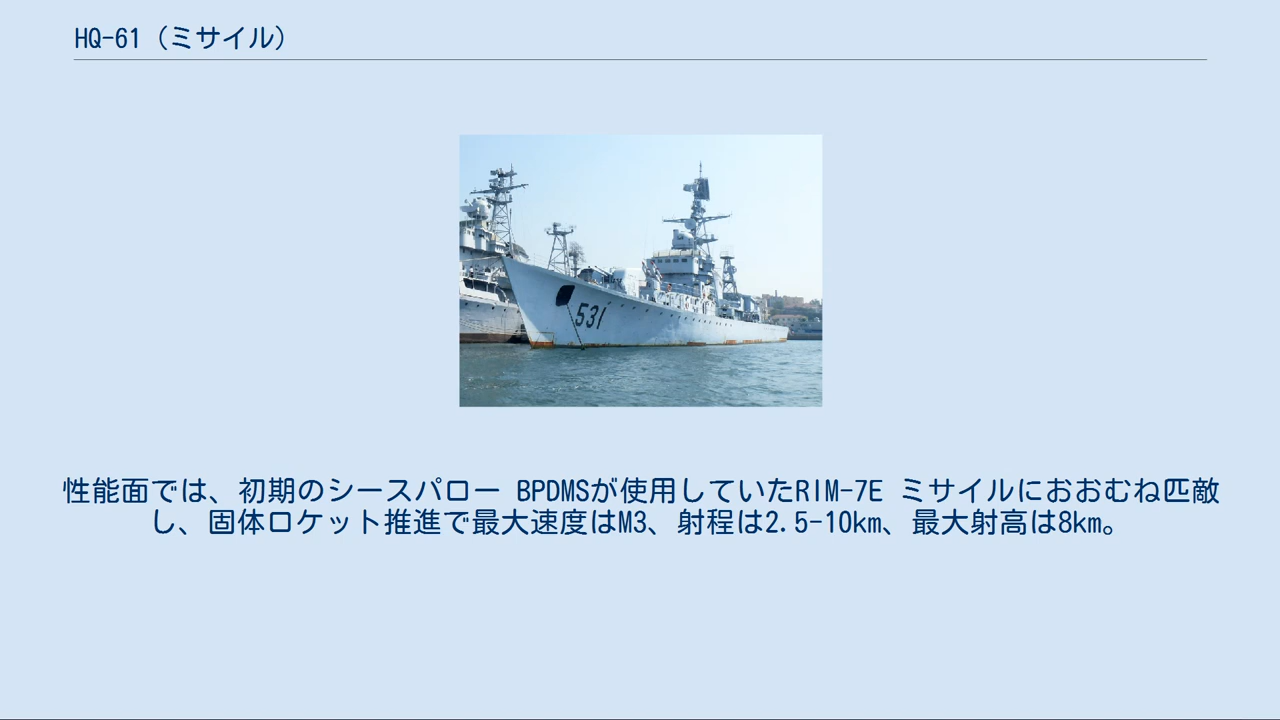 HQ-61（ミサイル）
531
性能面では、初期のシースパロー BPDMSが使用していたRIM-7E ミサイルにおおむね匹敵
し、固体ロケット推進で最大速度はM3、射程は2.5-10km、最大射高は8km。